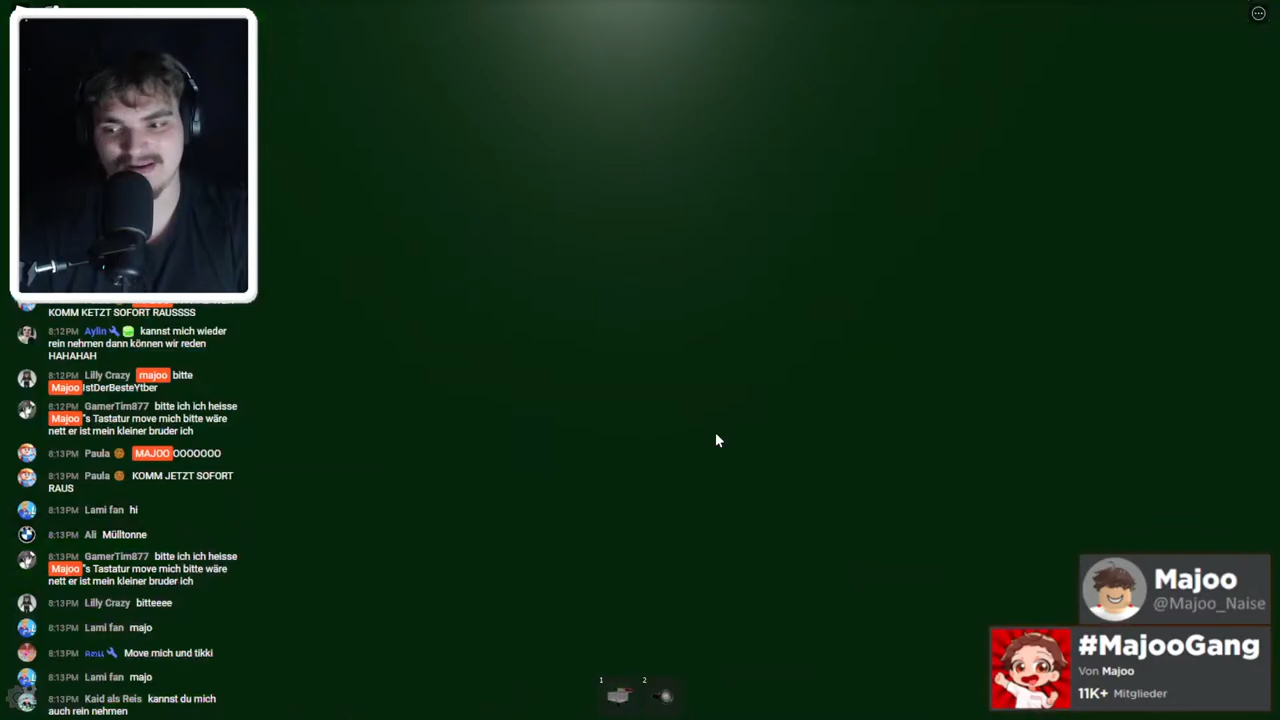 KOMM KETZT SOFORT RAUSSSS
8:12PM Aylin kannst mich wieder
rein nehmen dann können wir reden
HAHAHAH
8:12PM Lilly Crazy majoo bitte
Majoo IstDerBesteYtber
8:12PM GamerTim877 bitte ich ich heisse
Majoo 's Tastatur move mich bitte wäre
nett er ist mein kleiner bruder ich
8:13PM Paula MAJOO OOOOOOO
8:13PM Paula KOMM JETZT SOFORT
RAUS
8:13PM Lami fan hi
8:13PM Ali Mülltonne
8:13PM GamerTim877 bitte ich ich heisse
Majoo 's Tastatur move mich bitte wäre
nett er ist mein kleiner bruder ich
8:13PM Lilly Crazy bitteeee
8:13PM Lami fan majo
8:13PM Move mich und tikki
8:13PM Lami fan majo
8:13PM Kaid als Reis kannst du mich
auch rein nehmen
1 2
Majoo
@Majoo_Naise
#MajooGang
Von Majoo
11K+ Mitglieder